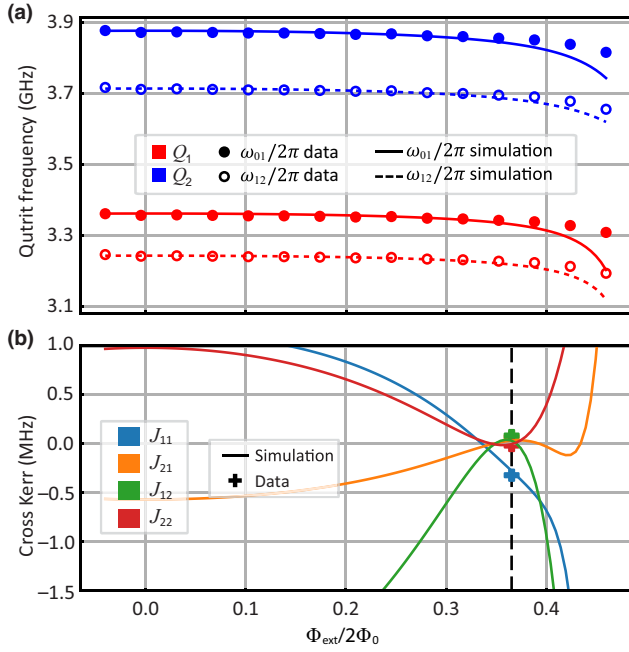 (a)
3.9
3.7
3.5
3.3
3.1
Qutrit frequency (GHz)
Q₁ ω₀₁/2π data ω₀₁/2π simulation
Q₂ ω₁₂/2π data ω₁₂/2π simulation
(b)
1.0
0.5
0.0
−0.5
−1.0
−1.5
Cross Kerr (MHz)
J₁₁
J₂₁
J₁₂
J₂₂
Simulation
Data
0.0 0.1 0.2 0.3 0.4
Φₑₓₜ/2Φ₀